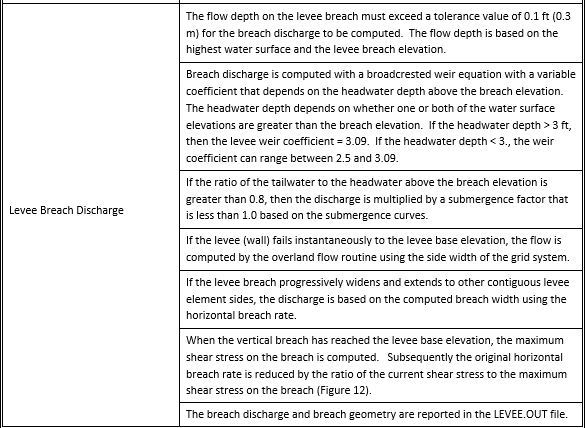 The flow depth on the levee breach must exceed a tolerance value of 0.1 ft (0.3
m) for the breach discharge to be computed.  The flow depth is based on the
highest water surface and the levee breach elevation.
Breach discharge is computed with a broadcrested weir equation with a variable
coefficient that depends on the headwater depth above the breach elevation.
The headwater depth depends on whether one or both of the water surface
elevations are greater than the breach elevation.  If the headwater depth > 3 ft,
then the levee weir coefficient = 3.09.  If the headwater depth < 3., the weir
coefficient can range between 2.5 and 3.09.
If the ratio of the tailwater to the headwater above the breach elevation is
greater than 0.8, then the discharge is multiplied by a submergence factor that
is less than 1.0 based on the submergence curves.
Levee Breach Discharge
If the levee (wall) fails instantaneously to the levee base elevation, the flow is
computed by the overland flow routine using the side width of the grid system.
If the levee breach progressively widens and extends to other contiguous levee
element sides, the discharge is based on the computed breach width using the
horizontal breach rate.
When the vertical breach has reached the levee base elevation, the maximum
shear stress on the breach is computed.   Subsequently the original horizontal
breach rate is reduced by the ratio of the current shear stress to the maximum
shear stress on the breach (Figure 12).
The breach discharge and breach geometry are reported in the LEVEE.OUT file.